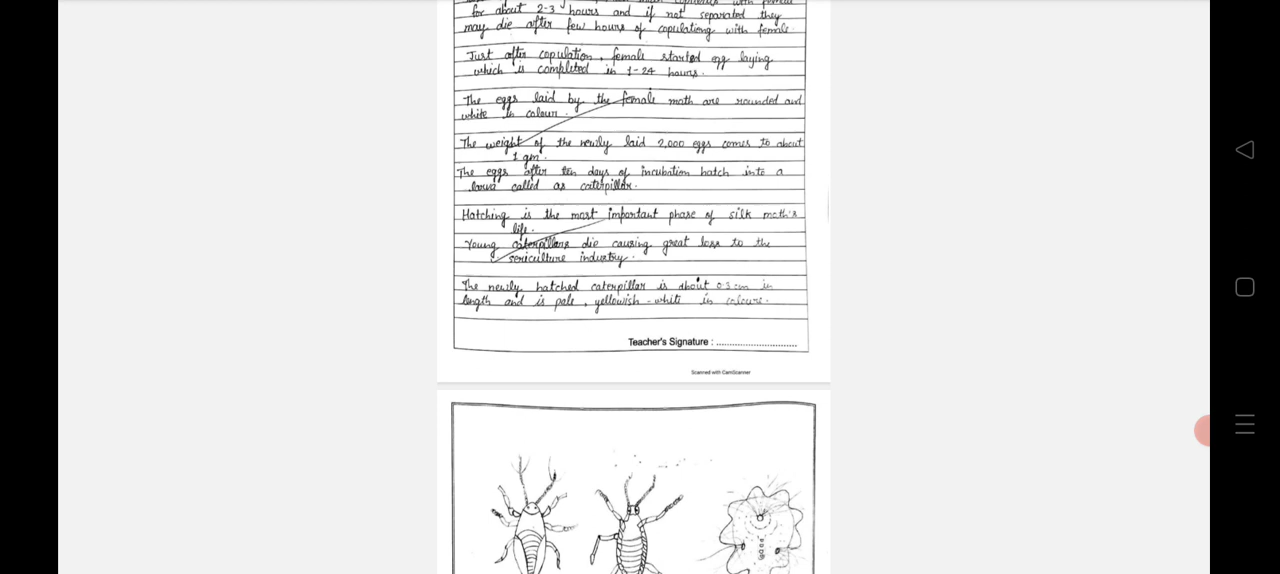 for about 2-3 hours and if not separated they
may die after few hours of copulationg with female
Just after copulation, female started egg laying
which is completed in 1-24 hours.
The eggs laid by the female moth are rounded and
white in colour.
The weight of the newly laid 2,000 eggs comes to about
1 gm.
The eggs after ten days of incubation hatch into a
larva called as caterpillar.
Hatching is the most important phase of silk moth's
life.
Young caterpillars die causing great loss to the
sericulture industry.
The newly hatched caterpillar is about 0.3 cm in
length and is pale, yellowish-white in colour.
Teacher's Signature : ............................
Scanned with CamScanner